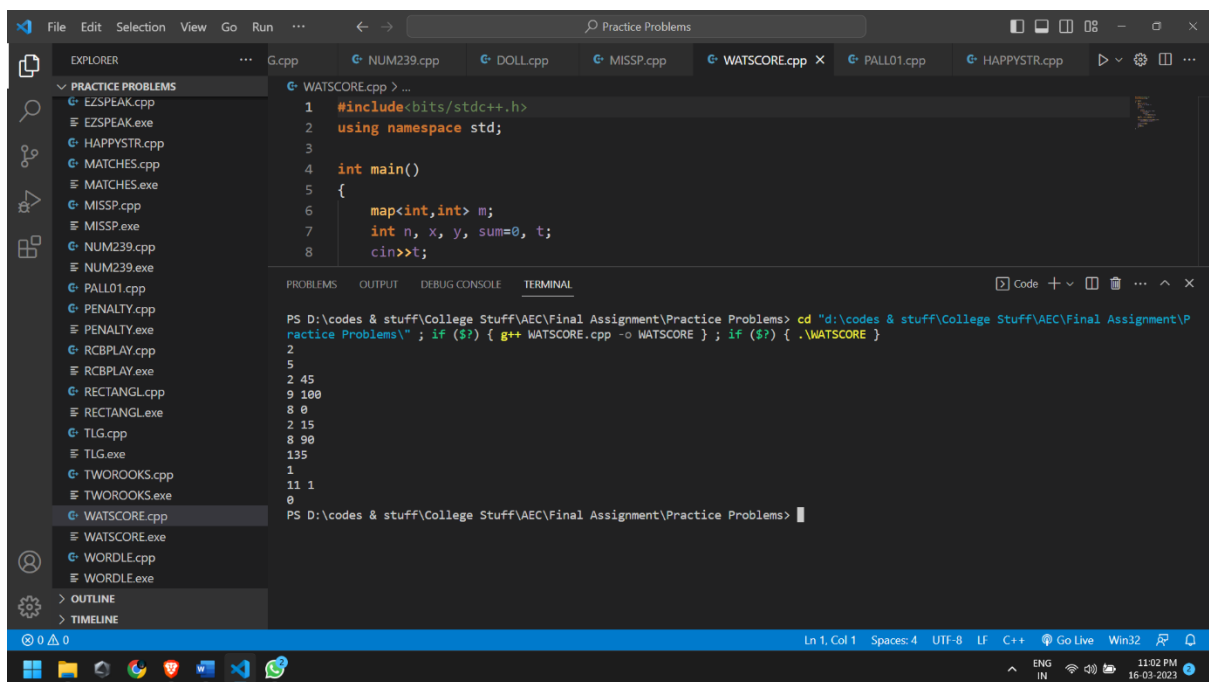 File Edit Selection View Go Run ··· Practice Problems
EXPLORER ··· G.cpp NUM239.cpp DOLL.cpp MISSP.cpp WATSCORE.cpp PALL01.cpp HAPPYSTR.cpp ···
PRACTICE PROBLEMS
EZSPEAK.cpp
EZSPEAK.exe
HAPPYSTR.cpp
MATCHES.cpp
MATCHES.exe
MISSP.cpp
MISSP.exe
NUM239.cpp
NUM239.exe
PALL01.cpp
PENALTY.cpp
PENALTY.exe
RCBPLAY.cpp
RCBPLAY.exe
RECTANGL.cpp
RECTANGL.exe
TLG.cpp
TLG.exe
TWOROOKS.cpp
TWOROOKS.exe
WATSCORE.cpp
WATSCORE.exe
WORDLE.cpp
WORDLE.exe
OUTLINE
TIMELINE
WATSCORE.cpp > ...
1 #include<bits/stdc++.h>
2 using namespace std;
3
4 int main()
5 {
6 map<int,int> m;
7 int n, x, y, sum=0, t;
8 cin>>t;
PROBLEMS OUTPUT DEBUG CONSOLE TERMINAL Code ···
PS D:\codes & stuff\College Stuff\AEC\Final Assignment\Practice Problems> cd "d:\codes & stuff\College Stuff\AEC\Final Assignment\P
ractice Problems\" ; if ($?) { g++ WATSCORE.cpp -o WATSCORE } ; if ($?) { .\WATSCORE }
2
5
2 45
9 100
8 0
2 15
8 90
135
1
11 1
0
PS D:\codes & stuff\College Stuff\AEC\Final Assignment\Practice Problems>
0 0 Ln 1, Col 1 Spaces: 4 UTF-8 LF C++ Go Live Win32
ENG 11:02 PM
IN 16-03-2023 2